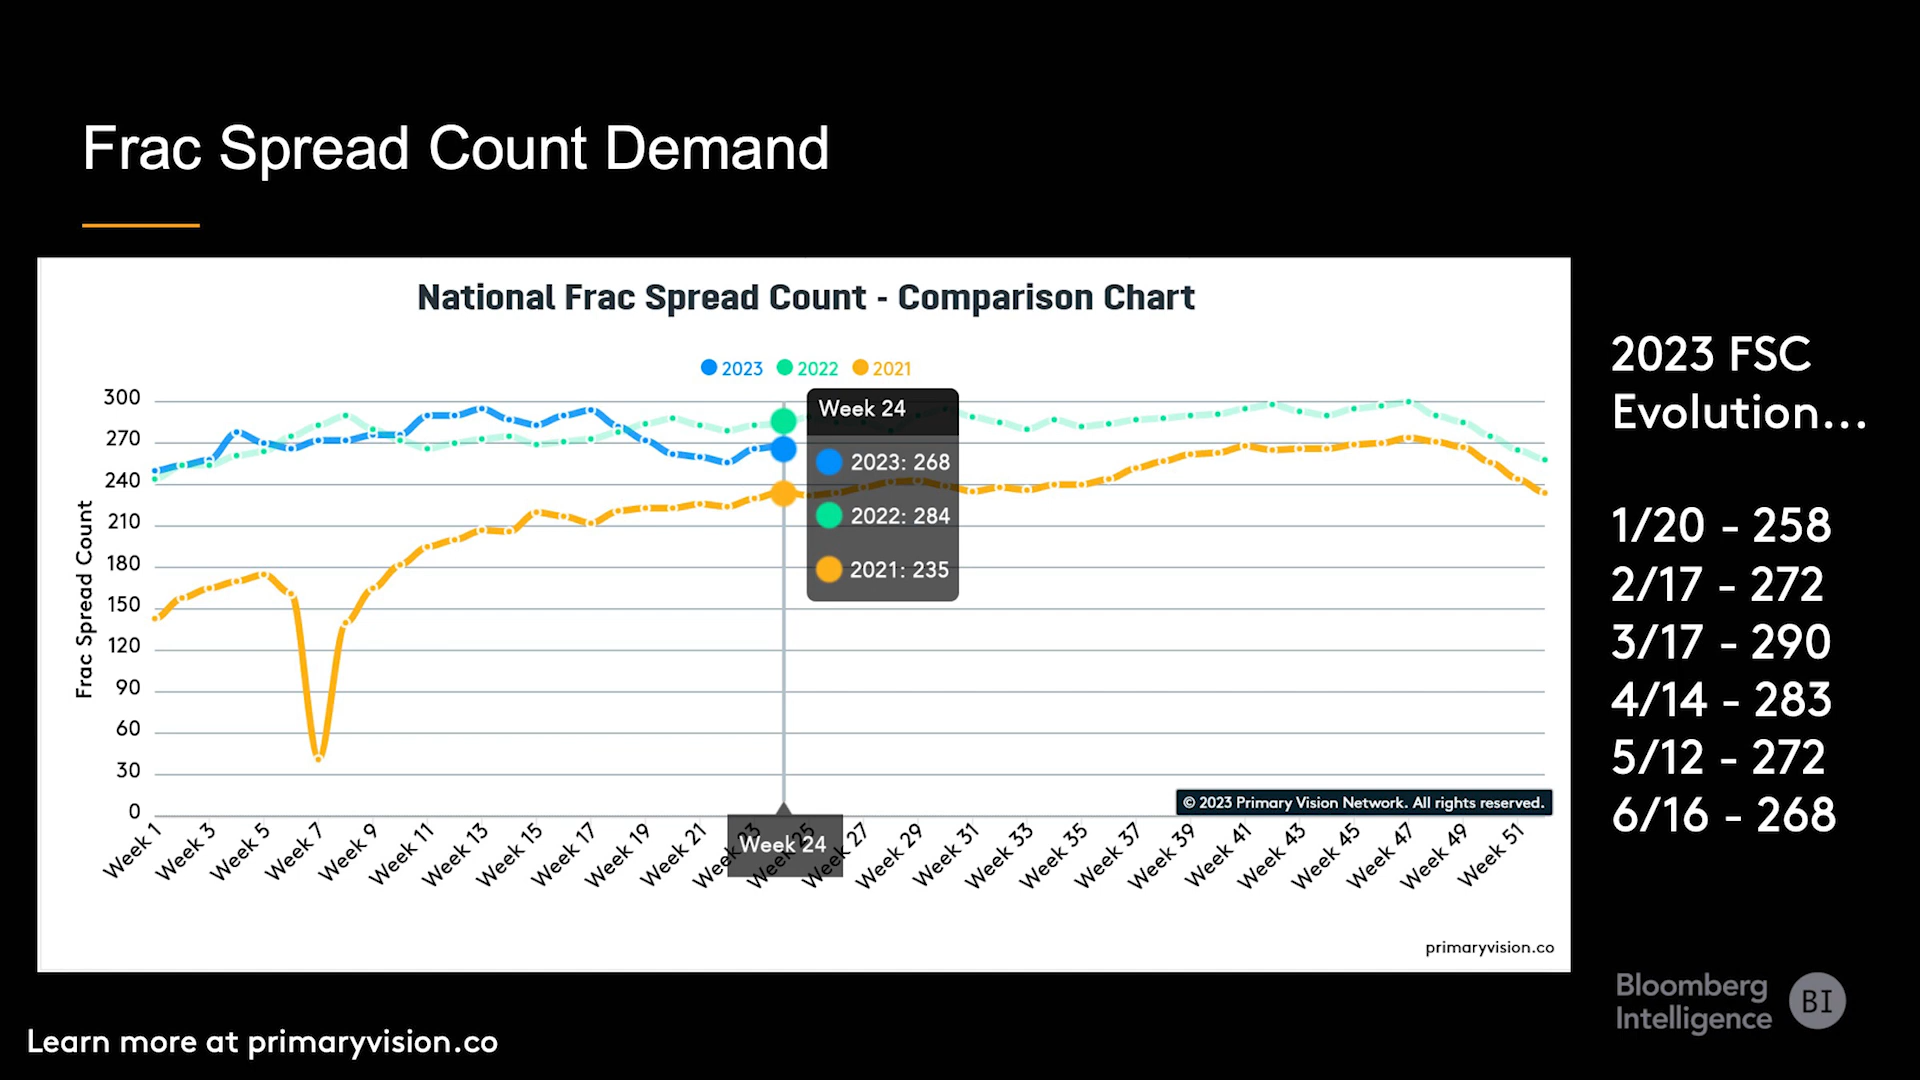 Frac Spread Count Demand
National Frac Spread Count - Comparison Chart
2023 2022 2021
Frac Spread Count
300
270
240
210
180
150
120
90
60
30
0
Week 24
2023: 268
2022: 284
2021: 235
© 2023 Primary Vision Network. All rights reserved.
Week 1
Week 3
Week 5
Week 7
Week 9
Week 11
Week 13
Week 15
Week 17
Week 19
Week 21
Week 23
Week 24
Week 25
Week 27
Week 29
Week 31
Week 33
Week 35
Week 37
Week 39
Week 41
Week 43
Week 45
Week 47
Week 49
Week 51
primaryvision.co
2023 FSC
Evolution...
1/20 - 258
2/17 - 272
3/17 - 290
4/14 - 283
5/12 - 272
6/16 - 268
Bloomberg
Intelligence
BI
Learn more at primaryvision.co